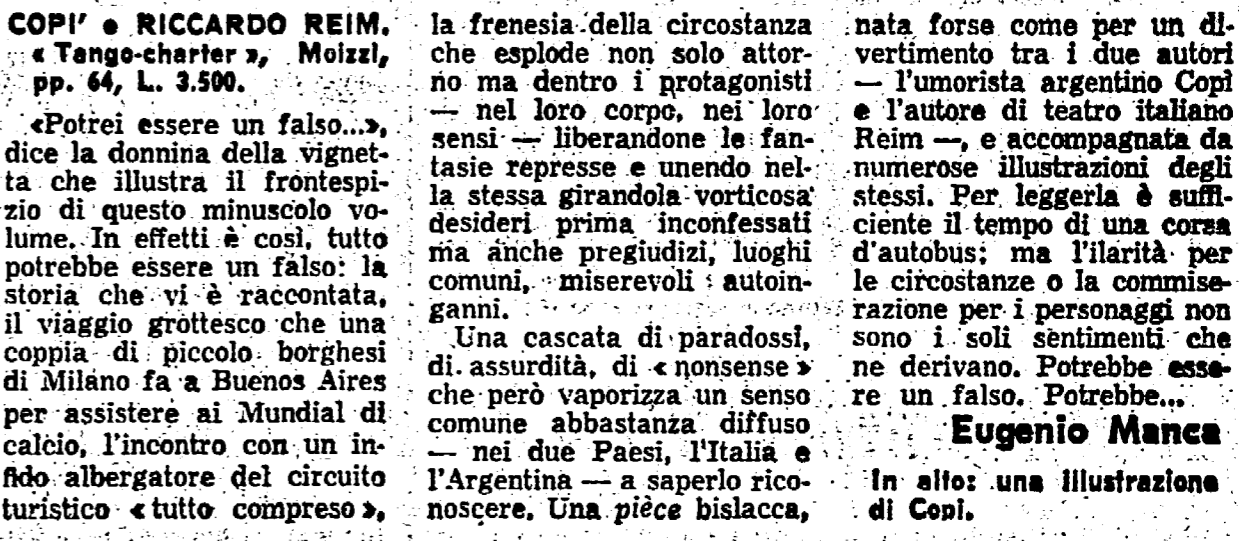 COPI' e RICCARDO REIM.
« Tango-charter », Moizzi,
pp. 64, L. 3.500.
«Potrei essere un falso...»,
dice la donnina della vignet-
ta che illustra il frontespi-
zio di questo minuscolo vo-
lume. In effetti è così, tutto
potrebbe essere un falso: la
storia che vi è raccontata,
il viaggio grottesco che una
coppia di piccolo borghesi
di Milano fa a Buenos Aires
per assistere ai Mundial di
calcio, l'incontro con un in-
fido albergatore del circuito
turistico « tutto compreso »,
la frenesia della circostanza
che esplode non solo attor-
no ma dentro i protagonisti
— nel loro corpo, nei loro
sensi — liberandone le fan-
tasie represse e unendo nel-
la stessa girandola vorticosa
desideri prima inconfessati
ma anche pregiudizi, luoghi
comuni, miserevoli autoin-
ganni.
Una cascata di paradossi,
di assurdità, di « nonsense »
che però vaporizza un senso
comune abbastanza diffuso
— nei due Paesi, l'Italia e
l'Argentina — a saperlo rico-
noscere. Una pièce bislacca,
nata forse come per un di-
vertimento tra i due autori
— l'umorista argentino Copi
e l'autore di teatro italiano
Reim —, e accompagnata da
numerose illustrazioni degli
stessi. Per leggerla è suffi-
ciente il tempo di una corsa
d'autobus; ma l'ilarità per
le circostanze o la commise-
razione per i personaggi non
sono i soli sentimenti che
ne derivano. Potrebbe esse-
re un falso. Potrebbe...
Eugenio Manca
In alto: una illustrazione
di Copi.